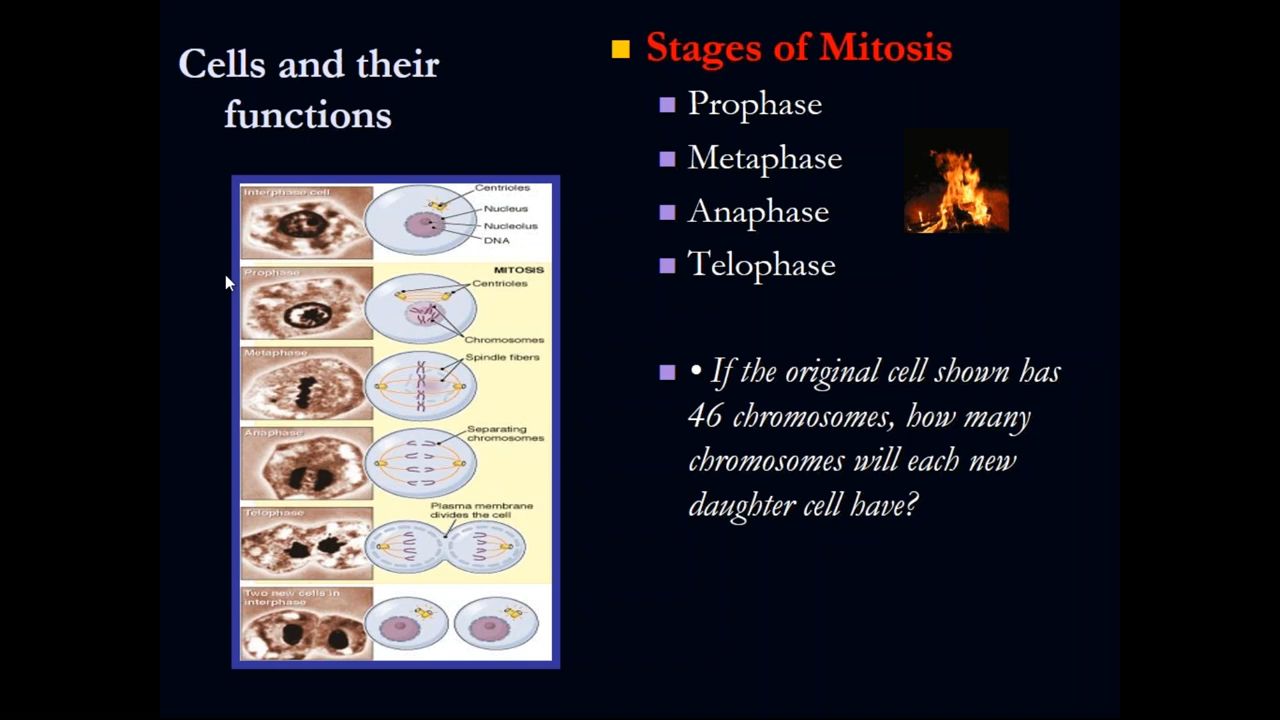 Cells and their
functions
Interphase cell
Centrioles
Nucleus
Nucleolus
DNA
Prophase
MITOSIS
Centrioles
Chromosomes
Metaphase
Spindle fibers
Anaphase
Separating
chromosomes
Telophase
Plasma membrane
divides the cell
Two new cells in
interphase
Stages of Mitosis
Prophase
Metaphase
Anaphase
Telophase
• If the original cell shown has
46 chromosomes, how many
chromosomes will each new
daughter cell have?